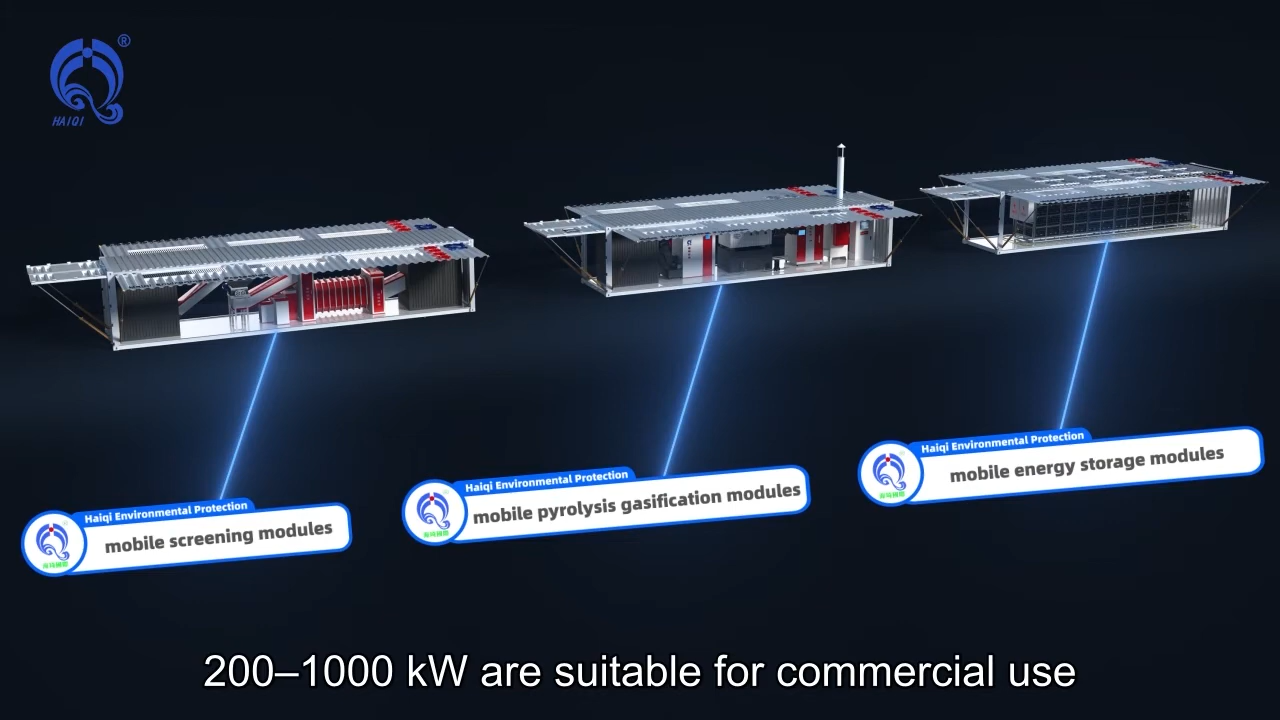 ®
HAIQI
Haiqi Environmental Protection
mobile screening modules
Haiqi Environmental Protection
mobile pyrolysis gasification modules
Haiqi Environmental Protection
mobile energy storage modules
200–1000 kW are suitable for commercial use